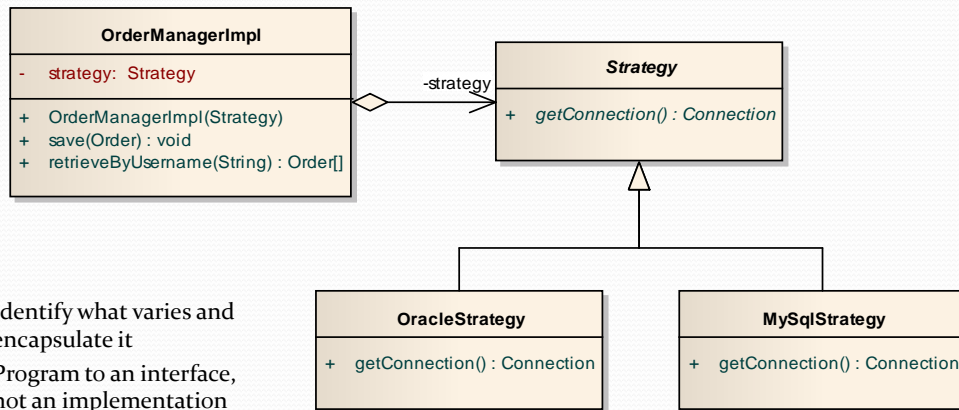 OrderManagerImpl
- strategy: Strategy
+ OrderManagerImpl(Strategy)
+ save(Order) : void
+ retrieveByUsername(String) : Order[]
-strategy
Strategy
+ getConnection() : Connection
dentify what varies and
encapsulate it
Program to an interface,
not an implementation
OracleStrategy
+ getConnection() : Connection
MySqlStrategy
+ getConnection() : Connection